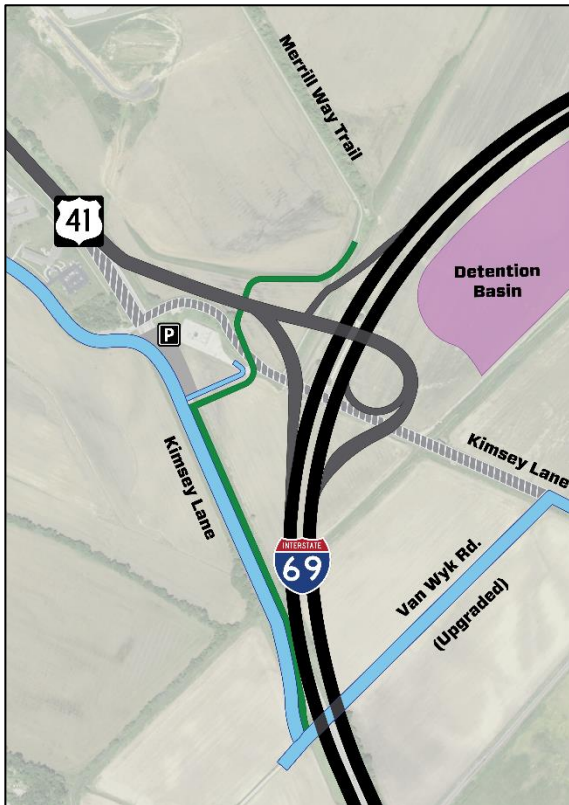 Merrill Way Trail
41
Detention
Basin
P
Kimsey Lane
Kimsey Lane
INTERSTATE
69
Van Wyk Rd.
(Upgraded)